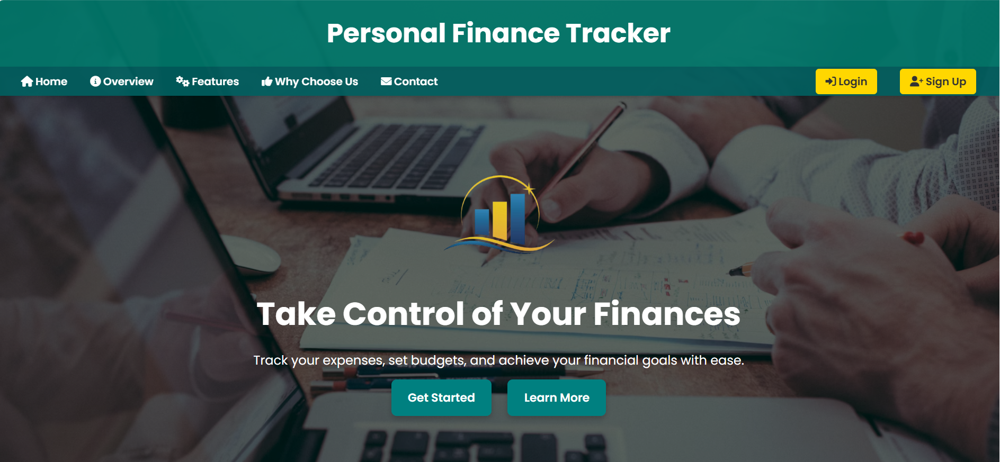 Personal Finance Tracker
Home Overview Features Why Choose Us Contact Login Sign Up
Take Control of Your Finances
Track your expenses, set budgets, and achieve your financial goals with ease.
Get Started Learn More